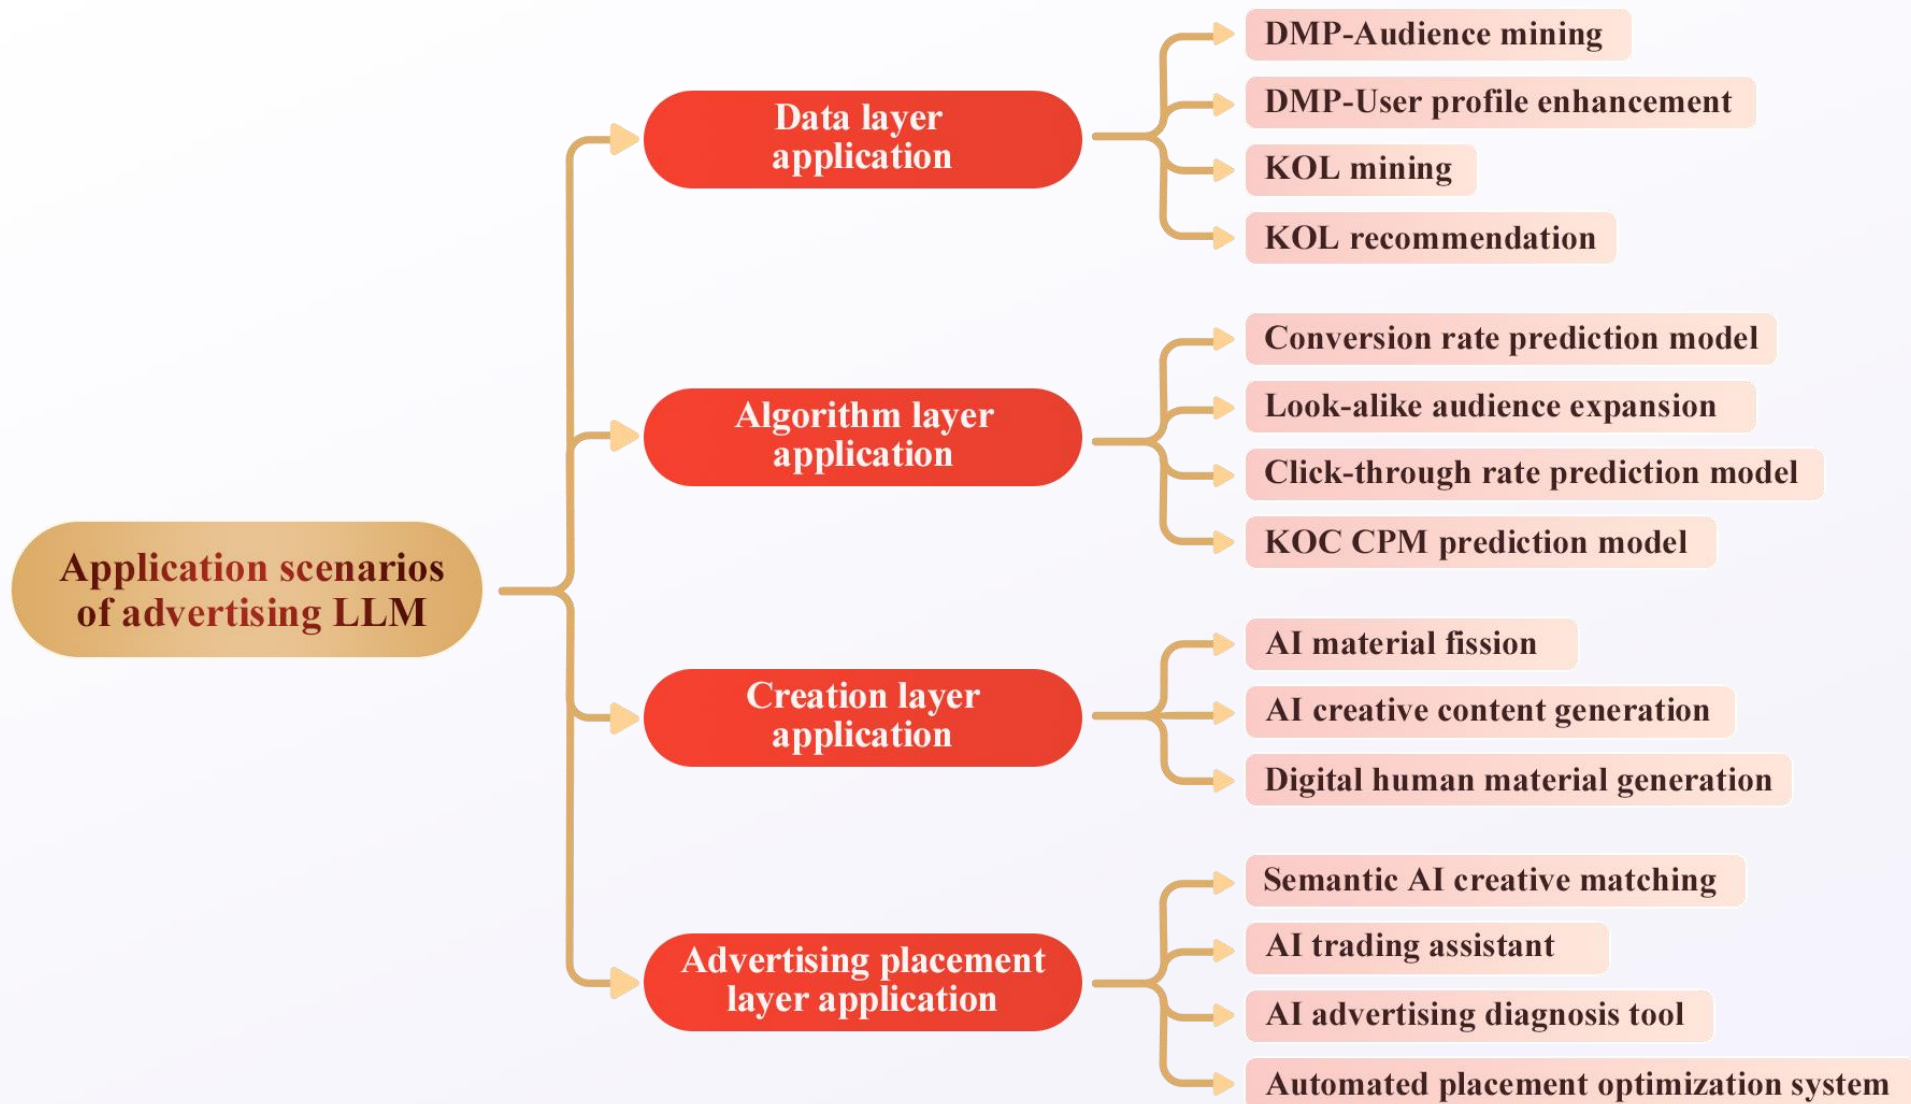 Application scenarios
of advertising LLM
Data layer
application
DMP-Audience mining
DMP-User profile enhancement
KOL mining
KOL recommendation
Algorithm layer
application
Conversion rate prediction model
Look-alike audience expansion
Click-through rate prediction model
KOC CPM prediction model
Creation layer
application
AI material fission
AI creative content generation
Digital human material generation
Advertising placement
layer application
Semantic AI creative matching
AI trading assistant
AI advertising diagnosis tool
Automated placement optimization system